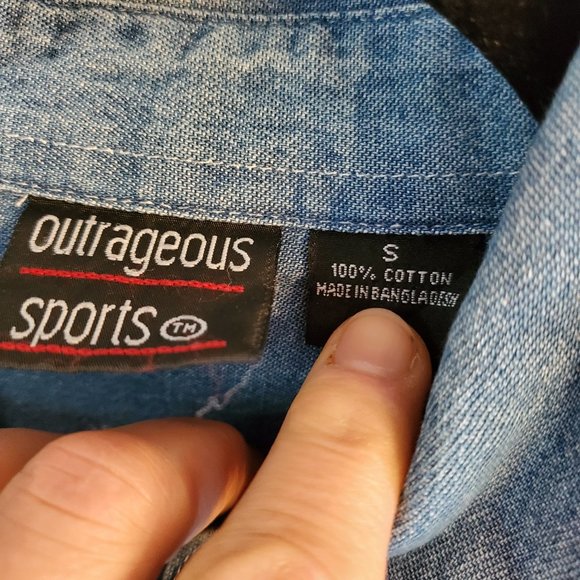 outrageous
sports TM
S
100% COTTON
MADE IN BANGLADESH